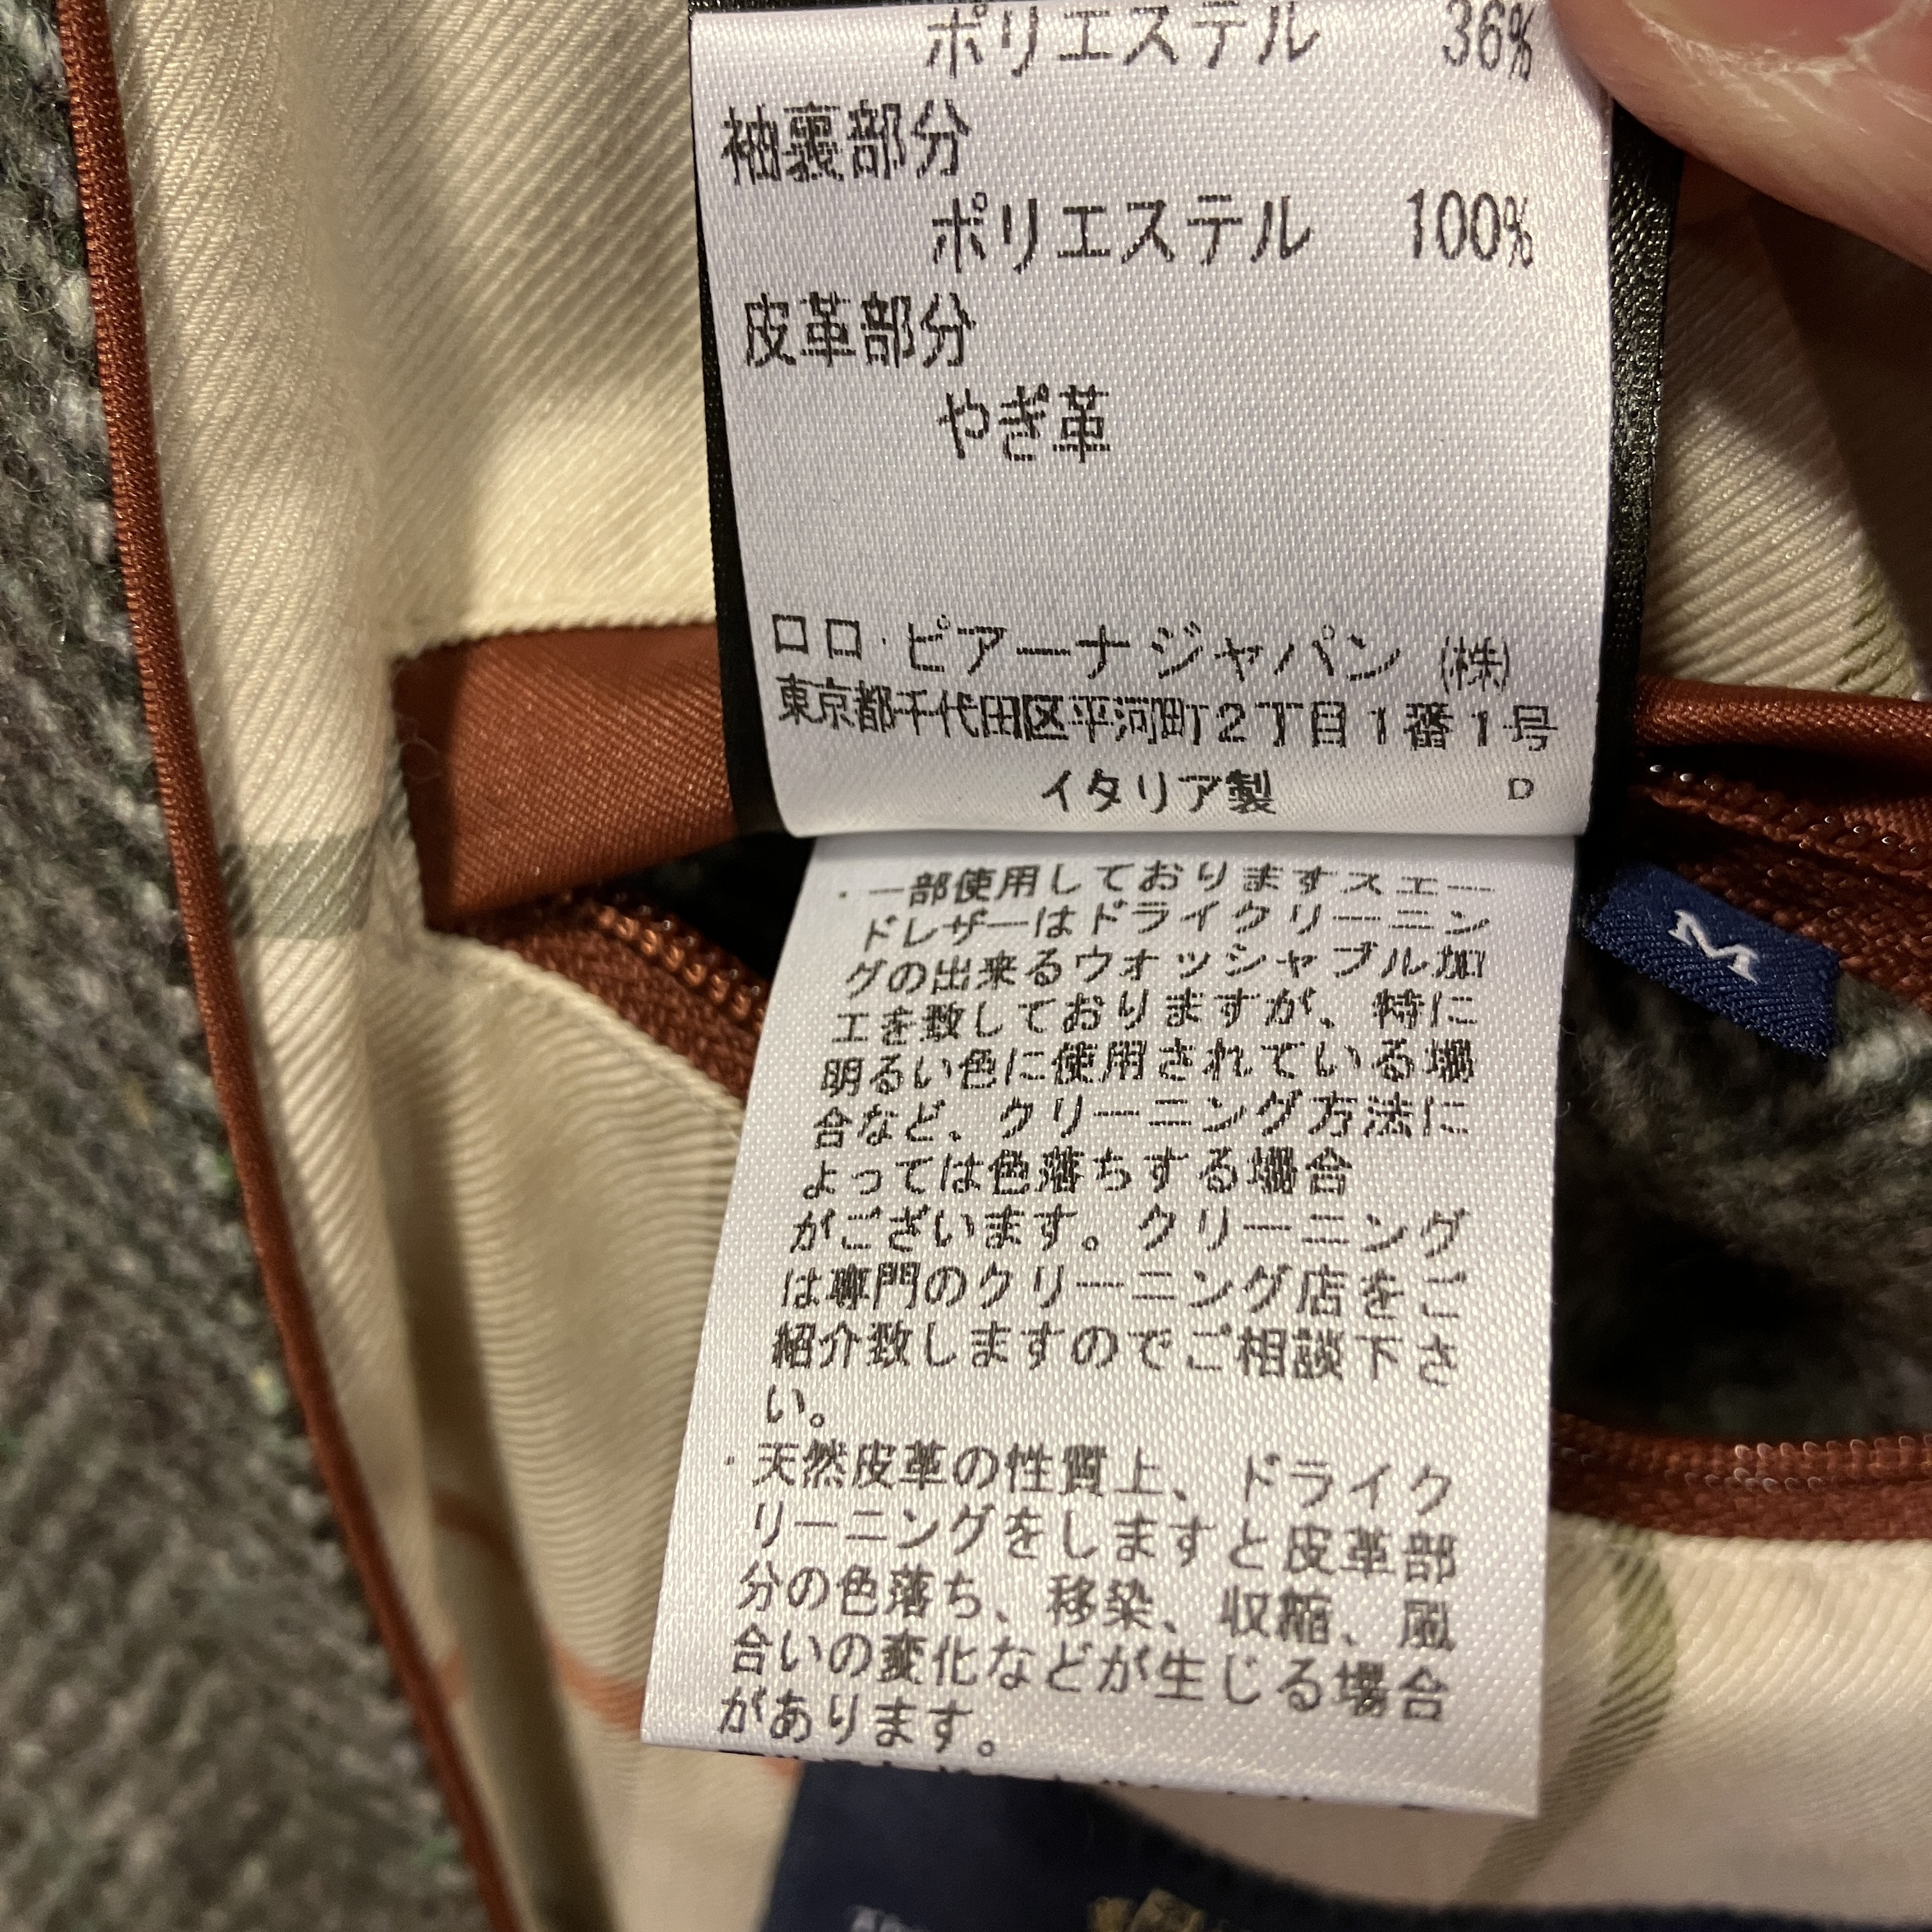 ポリエステル 36%
袖裏部分
ポリエステル 100%
皮革部分
やぎ革
ロロ・ピアーナジャパン (株)
東京都千代田区平河町2丁目1番1号
イタリア製 D
・一部使用しておりますスエー
ドレザーはドライクリーニン
グの出来るウォッシャブル加
工を致しておりますが、特に
明るい色に使用されている場
合など、クリーニング方法に
よっては色落ちする場合
がございます。クリーニング
は専門のクリーニング店をご
紹介致しますのでご相談下さ
い。
・天然皮革の性質上、ドライク
リーニングをしますと皮革部
分の色落ち、移染、収縮、風
合いの変化などが生じる場合
があります。
M